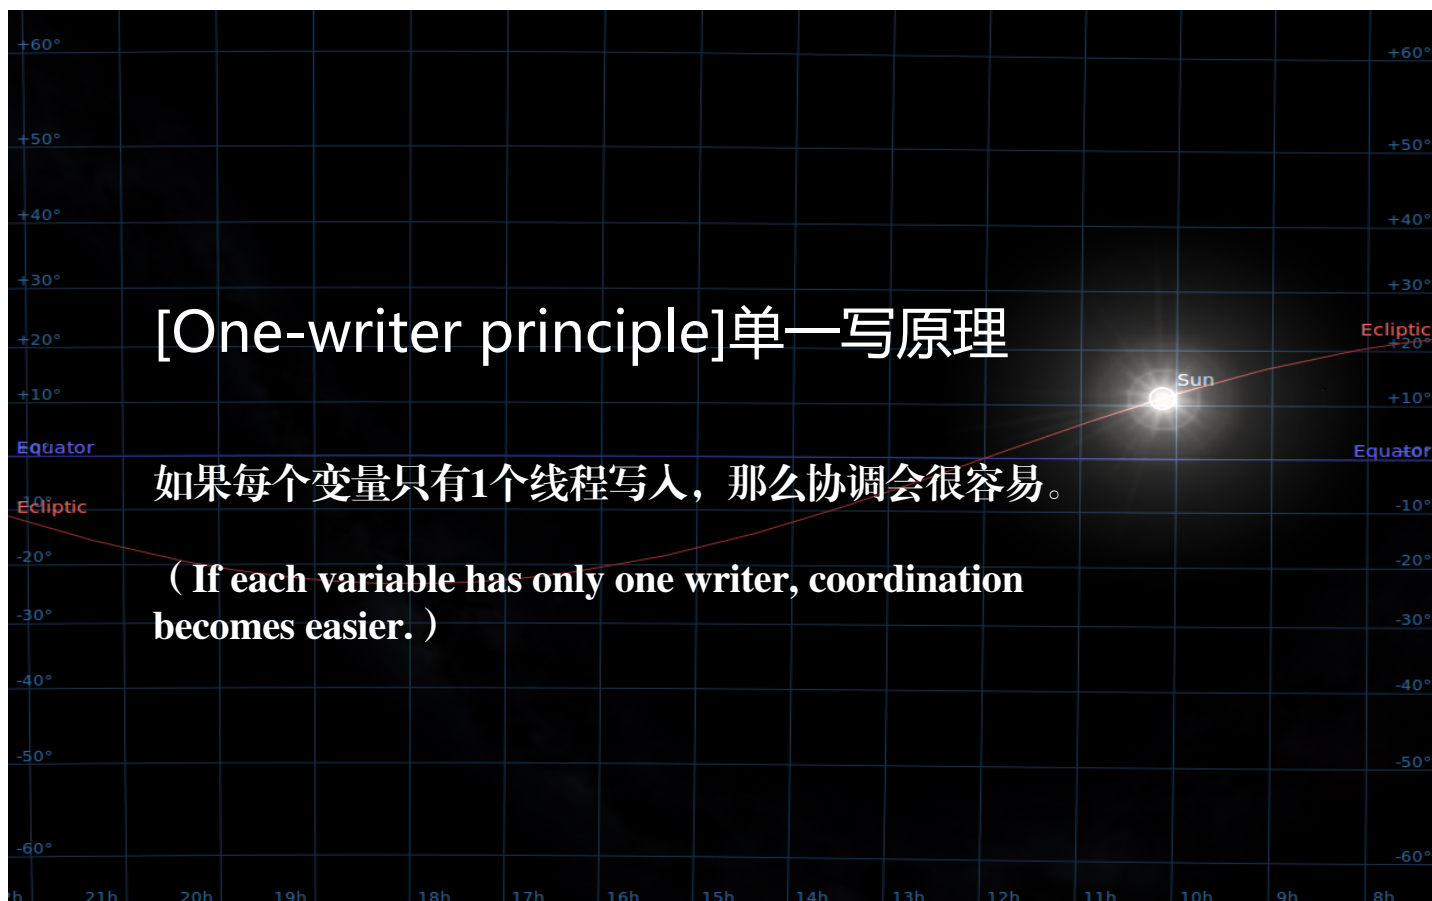 +60° +60°
+50° +50°
+40° +40°
+30° +30°
[One-writer principle]单一写原理
Ecliptic
+20° +20°
Sun
+10° +10°
Equator Equator
如果每个变量只有1个线程写入，那么协调会很容易。
-10° -10°
Ecliptic
-20° -20°
（If each variable has only one writer, coordination
becomes easier.）
-30° -30°
-40° -40°
-50° -50°
-60° -60°
21h 20h 19h 18h 17h 16h 15h 14h 13h 12h 11h 10h 9h 8h